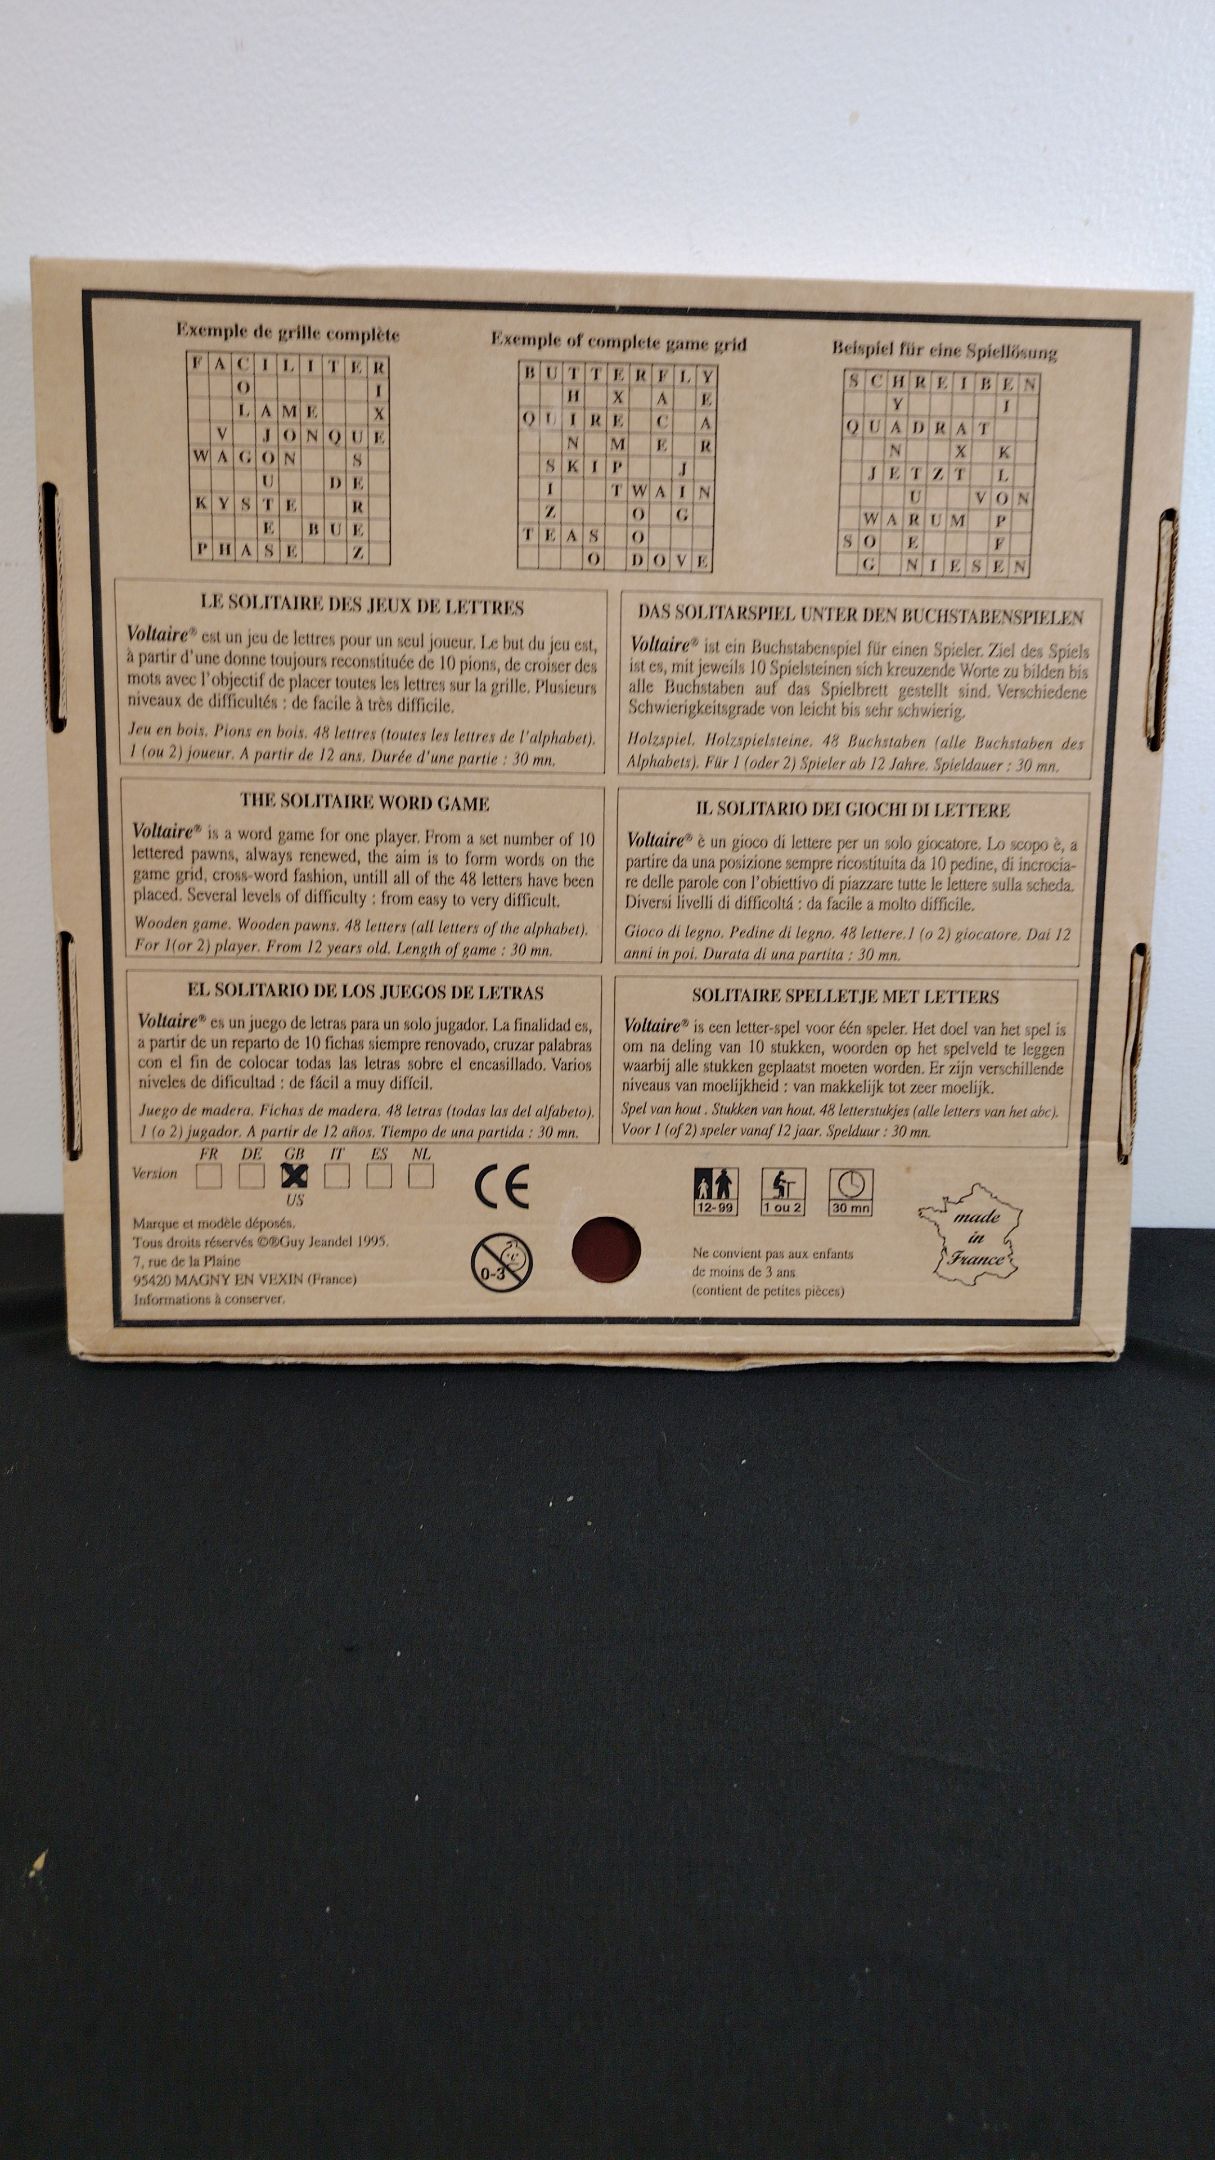 Exemple de grille complète
F A C I L I T E R
O I
L A M E X
V J O N Q U E
W A G O N S
U D E
K Y S T E R
E B U E
P H A S E Z
Exemple of complete game grid
B U T T E R F L Y
H X A E
Q U I R E C A
N M E R
S K I P J
I T W A I N
Z O G
T E A S O
O D O V E
Beispiel für eine Spiellösung
S C H R E I B E N
Y I
Q U A D R A T
N X K
J E T Z T L
U V O N
W A R U M P
S O E F
G N I E S E N
LE SOLITAIRE DES JEUX DE LETTRES
Voltaire® est un jeu de lettres pour un seul joueur. Le but du jeu est,
à partir d'une donne toujours reconstituée de 10 pions, de croiser des
mots avec l'objectif de placer toutes les lettres sur la grille. Plusieurs
niveaux de difficultés : de facile à très difficile.
Jeu en bois. Pions en bois. 48 lettres (toutes les lettres de l'alphabet).
1 (ou 2) joueur. A partir de 12 ans. Durée d'une partie : 30 mn.
DAS SOLITARSPIEL UNTER DEN BUCHSTABENSPIELEN
Voltaire® ist ein Buchstabenspiel für einen Spieler. Ziel des Spiels
ist es, mit jeweils 10 Spielsteinen sich kreuzende Worte zu bilden bis
alle Buchstaben auf das Spielbrett gestellt sind. Verschiedene
Schwierigkeitsgrade von leicht bis sehr schwierig.
Holzspiel. Holzspielsteine. 48 Buchstaben (alle Buchstaben des
Alphabets). Für 1 (oder 2) Spieler ab 12 Jahre. Spieldauer : 30 mn.
THE SOLITAIRE WORD GAME
Voltaire® is a word game for one player. From a set number of 10
lettered pawns, always renewed, the aim is to form words on the
game grid, cross-word fashion, untill all of the 48 letters have been
placed. Several levels of difficulty : from easy to very difficult.
Wooden game. Wooden pawns. 48 letters (all letters of the alphabet).
For 1(or 2) player. From 12 years old. Length of game : 30 mn.
IL SOLITARIO DEI GIOCHI DI LETTERE
Voltaire® è un gioco di lettere per un solo giocatore. Lo scopo è, a
partire da una posizione sempre ricostituita da 10 pedine, di incrocia-
re delle parole con l'obiettivo di piazzare tutte le lettere sulla scheda.
Diversi livelli di difficoltá : da facile a molto difficile.
Gioco di legno. Pedine di legno. 48 lettere.1 (o 2) giocatore. Dai 12
anni in poi. Durata di una partita : 30 mn.
EL SOLITARIO DE LOS JUEGOS DE LETRAS
Voltaire® es un juego de letras para un solo jugador. La finalidad es,
a partir de un reparto de 10 fichas siempre renovado, cruzar palabras
con el fin de colocar todas las letras sobre el encasillado. Varios
niveles de dificultad : de fácil a muy difícil.
Juego de madera. Fichas de madera. 48 letras (todas las del alfabeto).
1 (o 2) jugador. A partir de 12 años. Tiempo de una partida : 30 mn.
SOLITAIRE SPELLETJE MET LETTERS
Voltaire® is een letter-spel voor één speler. Het doel van het spel is
om na deling van 10 stukken, woorden op het spelveld te leggen
waarbij alle stukken geplaatst moeten worden. Er zijn verschillende
niveaus van moelijkheid : van makkelijk tot zeer moelijk.
Spel van hout . Stukken van hout. 48 letterstukjes (alle letters van het abc).
Voor 1 (of 2) speler vanaf 12 jaar. Spelduur : 30 mn.
FR DE GB IT ES NL
Version
US
Marque et modèle déposés.
Tous droits réservés ©®Guy Jeandel 1995.
7, rue de la Plaine
95420 MAGNY EN VEXIN (France)
Informations à conserver.
CE
0-3
12-99
1 ou 2
30 mn
Ne convient pas aux enfants
de moins de 3 ans
(contient de petites pièces)
made
in
France